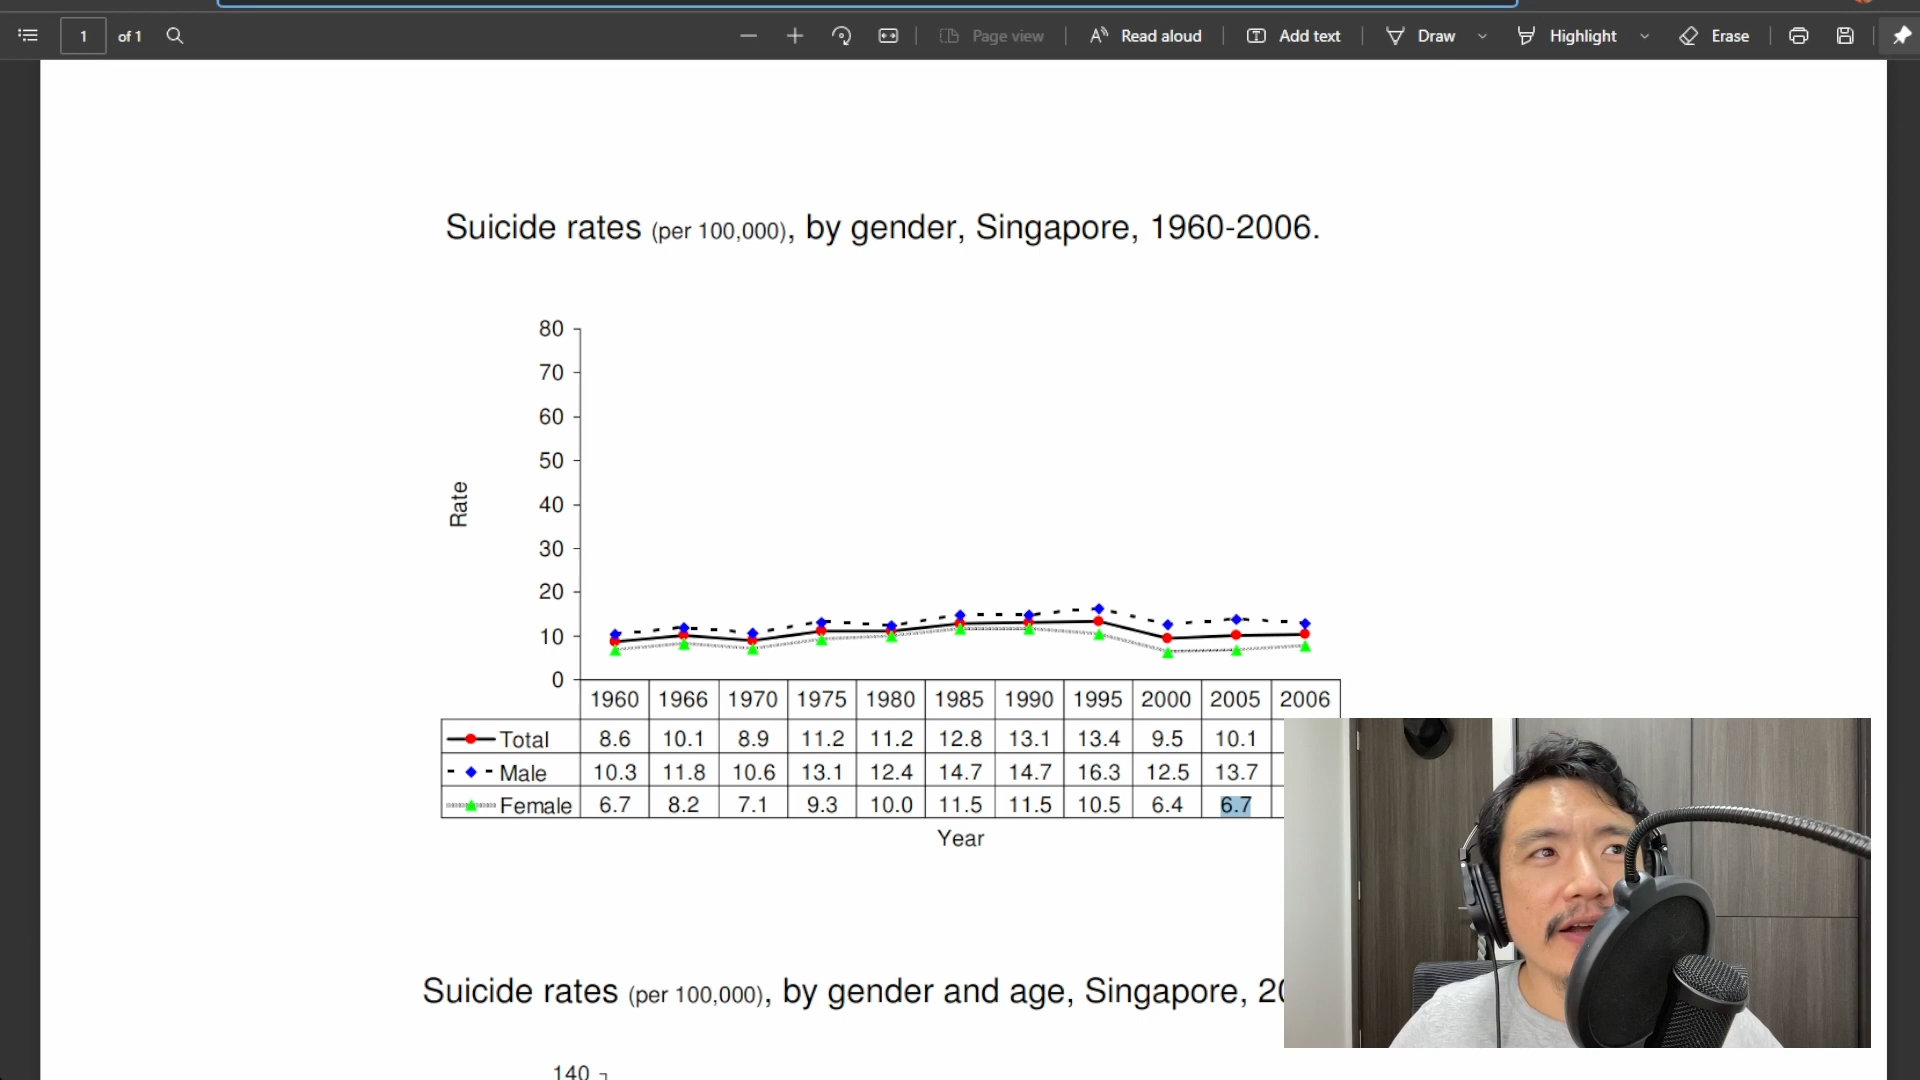 1 of 1 Page view Read aloud Add text Draw Highlight Erase
Suicide rates (per 100,000), by gender, Singapore, 1960-2006.
80
70
60
50
40
30
20
10
0
Rate
1960 1966 1970 1975 1980 1985 1990 1995 2000 2005 2006
Total 8.6 10.1 8.9 11.2 11.2 12.8 13.1 13.4 9.5 10.1
Male 10.3 11.8 10.6 13.1 12.4 14.7 14.7 16.3 12.5 13.7
Female 6.7 8.2 7.1 9.3 10.0 11.5 11.5 10.5 6.4 6.7
Year
Suicide rates (per 100,000), by gender and age, Singapore,
140